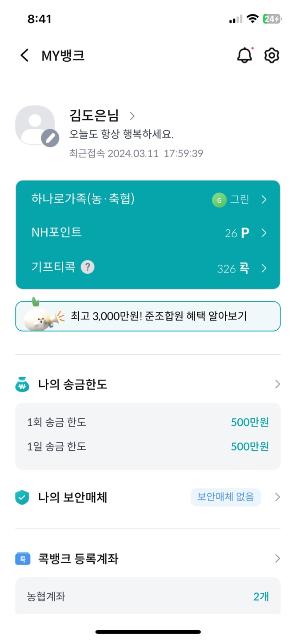 8:41
24
MY뱅크
김도은님
오늘도 항상 행복하세요.
최근접속 2024.03.11 17:59:39
하나로가족(농·축협) G 그린
NH포인트 26 P
기프티콕 ? 326 콕
최고 3,000만원! 준조합원 혜택 알아보기
나의 송금한도
1회 송금 한도 500만원
1일 송금 한도 500만원
나의 보안매체 보안매체 없음
콕뱅크 등록계좌
농협계좌 2개